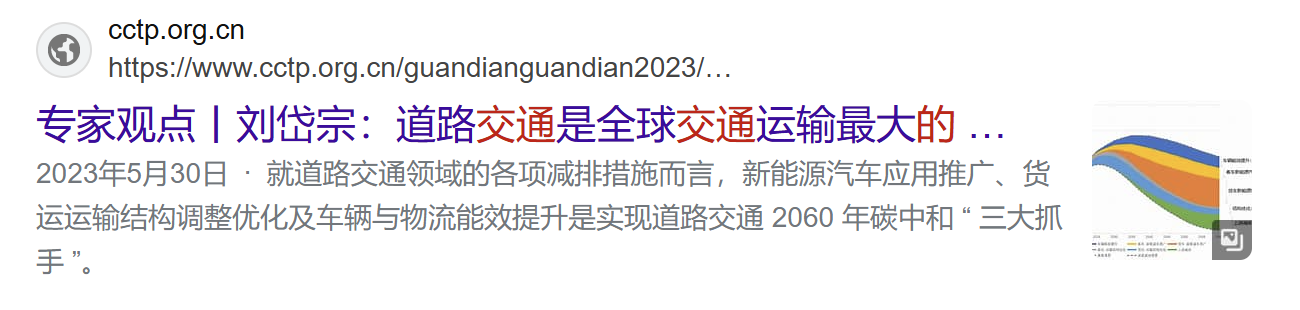 cctp.org.cn
https://www.cctp.org.cn/guandianguandian2023/…
专家观点丨刘岱宗：道路交通是全球交通运输最大的 …
2023年5月30日 · 就道路交通领域的各项减排措施而言，新能源汽车应用推广、货
运运输结构调整优化及车辆与物流能效提升是实现道路交通 2060 年碳中和 “ 三大抓
手 ”。